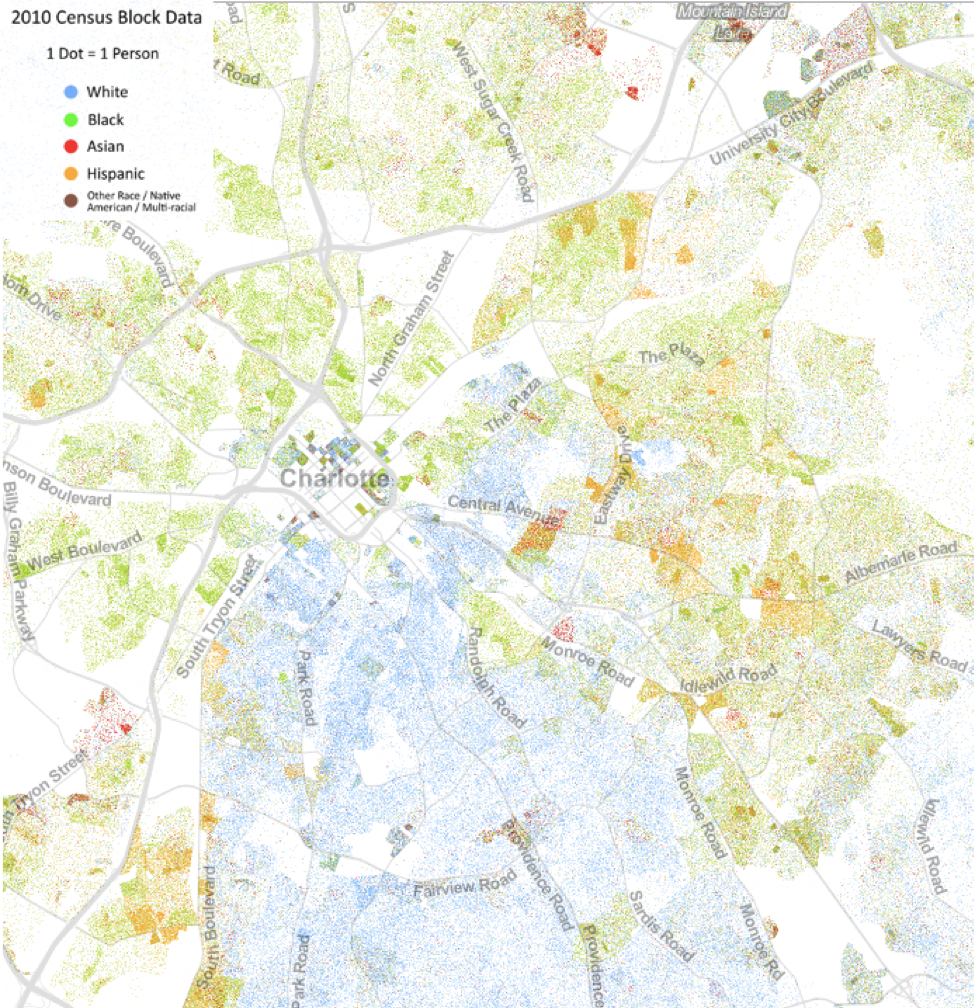 2010 Census Block Data
1 Dot = 1 Person
White
Black
Asian
Hispanic
Other Race / Native
American / Multi-racial
Mountain Island
Lake
West Sugar Creek Road
University City Boulevard
Boulevard
Drive
North Graham Street
The Plaza
The Plaza
Charlotte
Central Avenue
Eastway Drive
Boulevard
Billy Graham Parkway
West Boulevard
Albemarle Road
South Tryon Street
Lawyers Road
Park Road
Randolph Road
Monroe Road
Idlewild Road
Tryon Street
Monroe Road
Idlewild Road
South Boulevard
Fairview Road
Providence Road
Park Road
Providence
Sardis Road
Monroe Rd